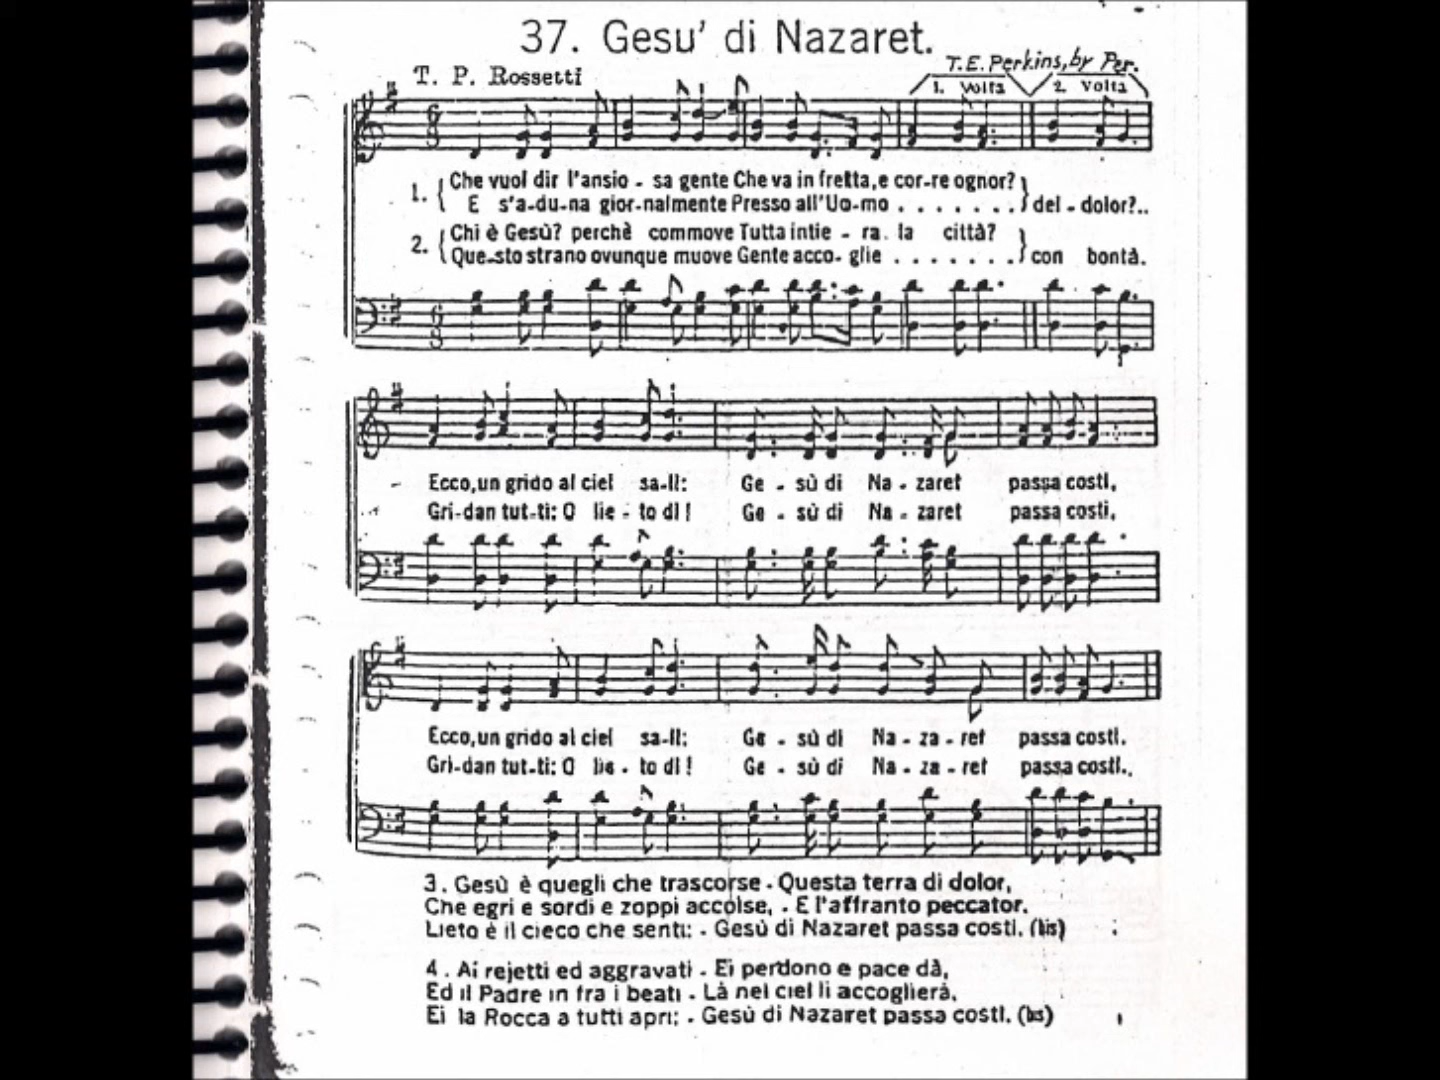 37. Gesu' di Nazaret.
T. P. Rossetti
T.E. Perkins, by Per.
1. Volta 2. Volta
1. Che vuol dir l'ansio - sa gente Che va in fretta, e cor-re ognor?
E s'a-du-na gior-nalmente Presso all'Uo-mo . . . . . . . del - dolor?..
2. Chi è Gesù? perchè commove Tutta intie - ra la città?
Que-sto strano ovunque muove Gente acco- glie . . . . . . . con bontà.
Ecco, un grido al ciel sa-lì: Ge - sù di Na - zaret passa costì,
Gri-dan tut-ti: O lie - to dì! Ge - sù di Na - zaret passa costì,
Ecco, un grido al ciel sa-lì: Ge - sù di Na - za - ret passa costì.
Gri-dan tut-ti: O lie - to dì! Ge - sù di Na - za - ret passa costì.
3. Gesù è quegli che trascorse - Questa terra di dolor,
Che egri e sordi e zoppi accolse, - E l'affranto peccator.
Lieto è il cieco che sentì: - Gesù di Nazaret passa costì. (bis)
4. Ai rejetti ed aggravati - Ei perdono e pace dà,
Ed il Padre in fra i beati - Là nel ciel li accoglierà.
Ei la Rocca a tutti aprì: - Gesù di Nazaret passa costì. (bis)